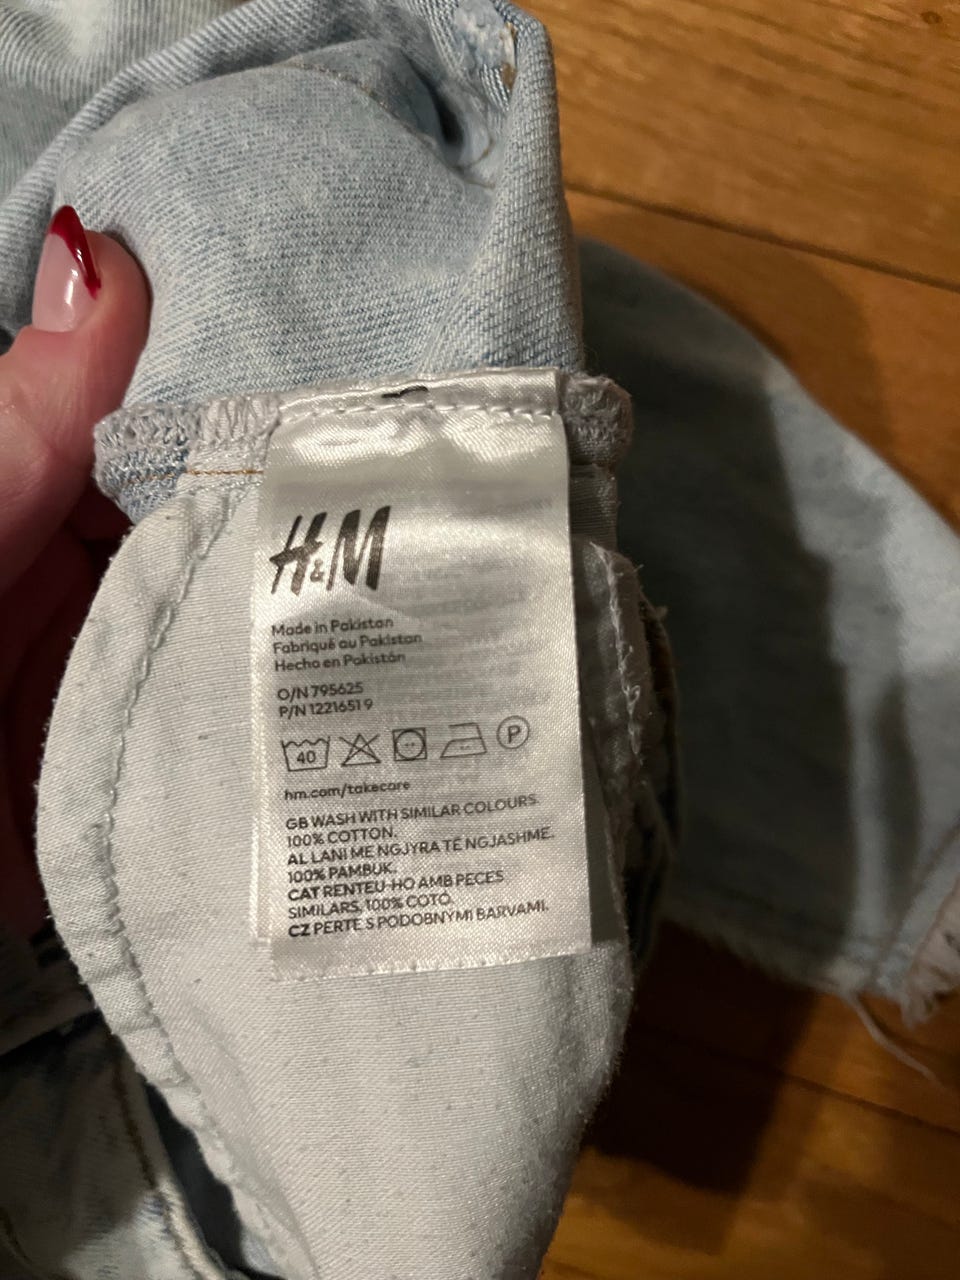 H&M
Made in Pakistan
Fabriqué au Pakistan
Hecho en Pakistán
O/N 795625
P/N 1221651 9
40 P
hm.com/takecare
GB WASH WITH SIMILAR COLOURS.
100% COTTON.
AL LANI ME NGJYRA TË NGJASHME.
100% PAMBUK.
CAT RENTEU-HO AMB PECES
SIMILARS. 100% COTÓ.
CZ PERTE S PODOBNÝMI BARVAMI.